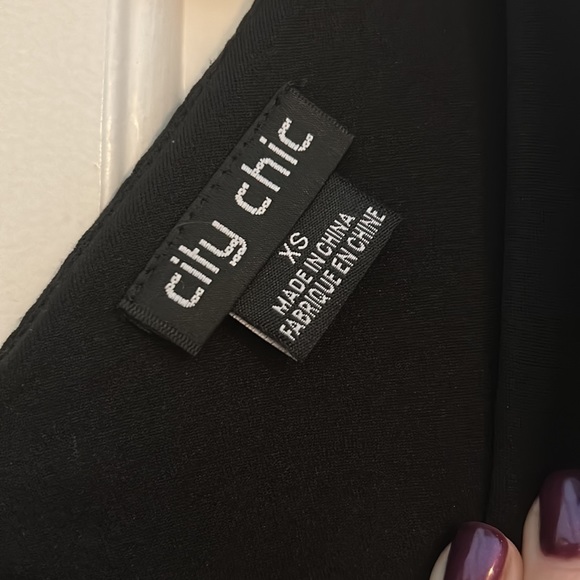 city chic
XS
MADE IN CHINA
FABRIQUE EN CHINE